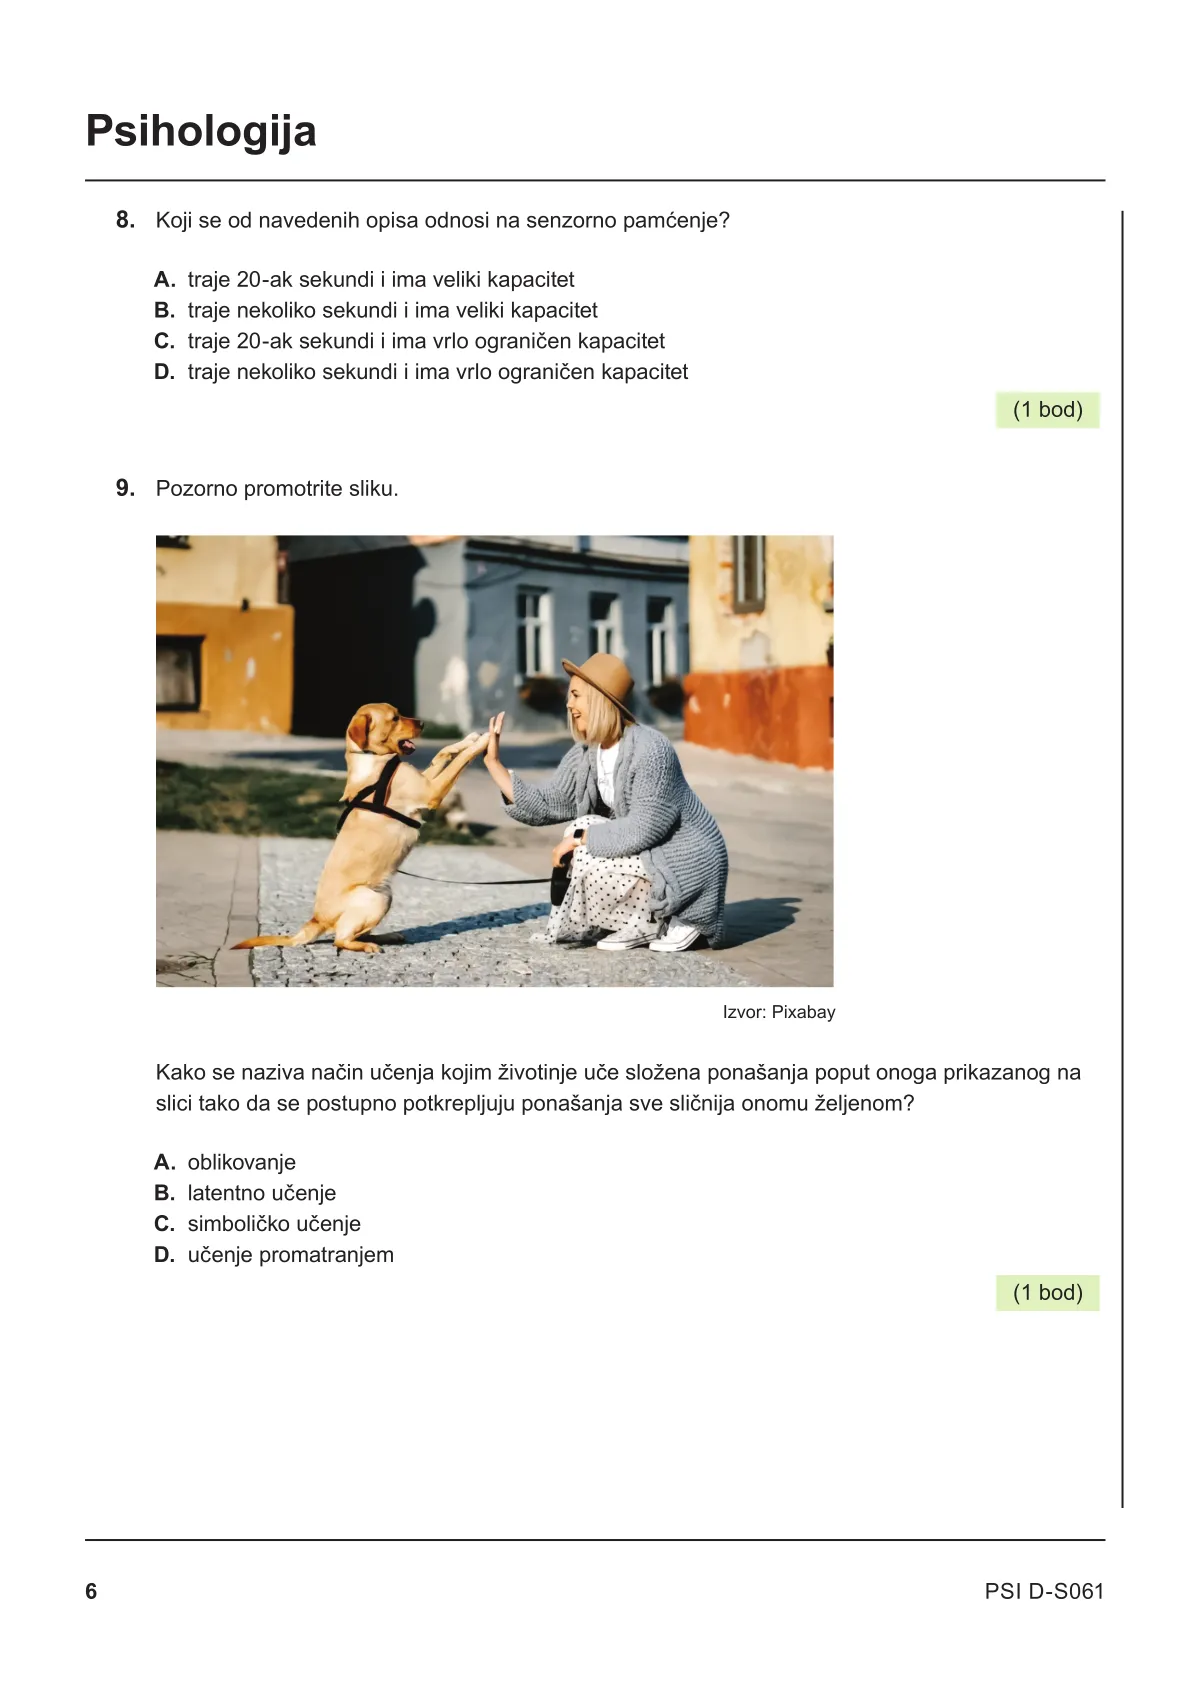 Psihologija
8. Koji se od navedenih opisa odnosi na senzorno pamćenje?
A. traje 20-ak sekundi i ima veliki kapacitet
B. traje nekoliko sekundi i ima veliki kapacitet
C. traje 20-ak sekundi i ima vrlo ograničen kapacitet
D. traje nekoliko sekundi i ima vrlo ograničen kapacitet
(1 bod)
9. Pozorno promotrite sliku.
Izvor: Pixabay
Kako se naziva način učenja kojim životinje uče složena ponašanja poput onoga prikazanog na
slici tako da se postupno potkrepljuju ponašanja sve sličnija onomu željenom?
A. oblikovanje
B. latentno učenje
C. simboličko učenje
D. učenje promatranjem
(1 bod)
6
PSI D-S061